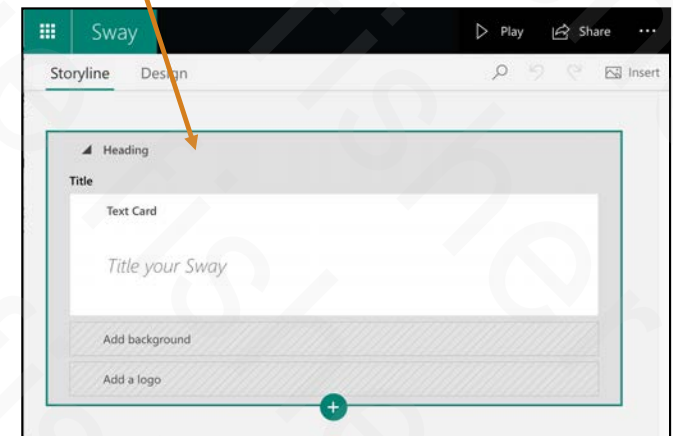 Sway Play Share ...
Storyline Design Insert
Heading
Title
Text Card
Title your Sway
Add background
Add a logo